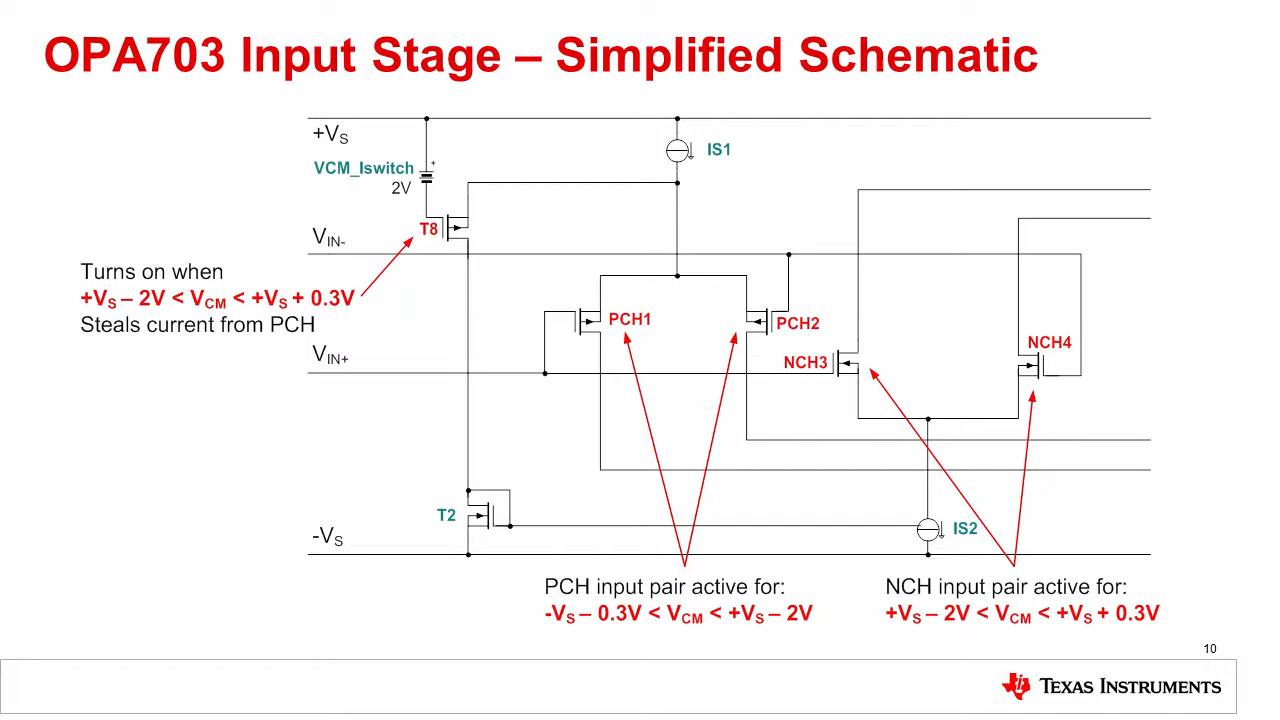 OPA703 Input Stage – Simplified Schematic
+VS
IS1
VCM_Iswitch
+
2V
T8
VIN-
Turns on when
+VS – 2V < VCM < +VS + 0.3V
Steals current from PCH
PCH1
PCH2
VIN+
NCH3
NCH4
T2
-VS
IS2
PCH input pair active for:
-VS – 0.3V < VCM < +VS – 2V
NCH input pair active for:
+VS – 2V < VCM < +VS + 0.3V
10
TEXAS INSTRUMENTS